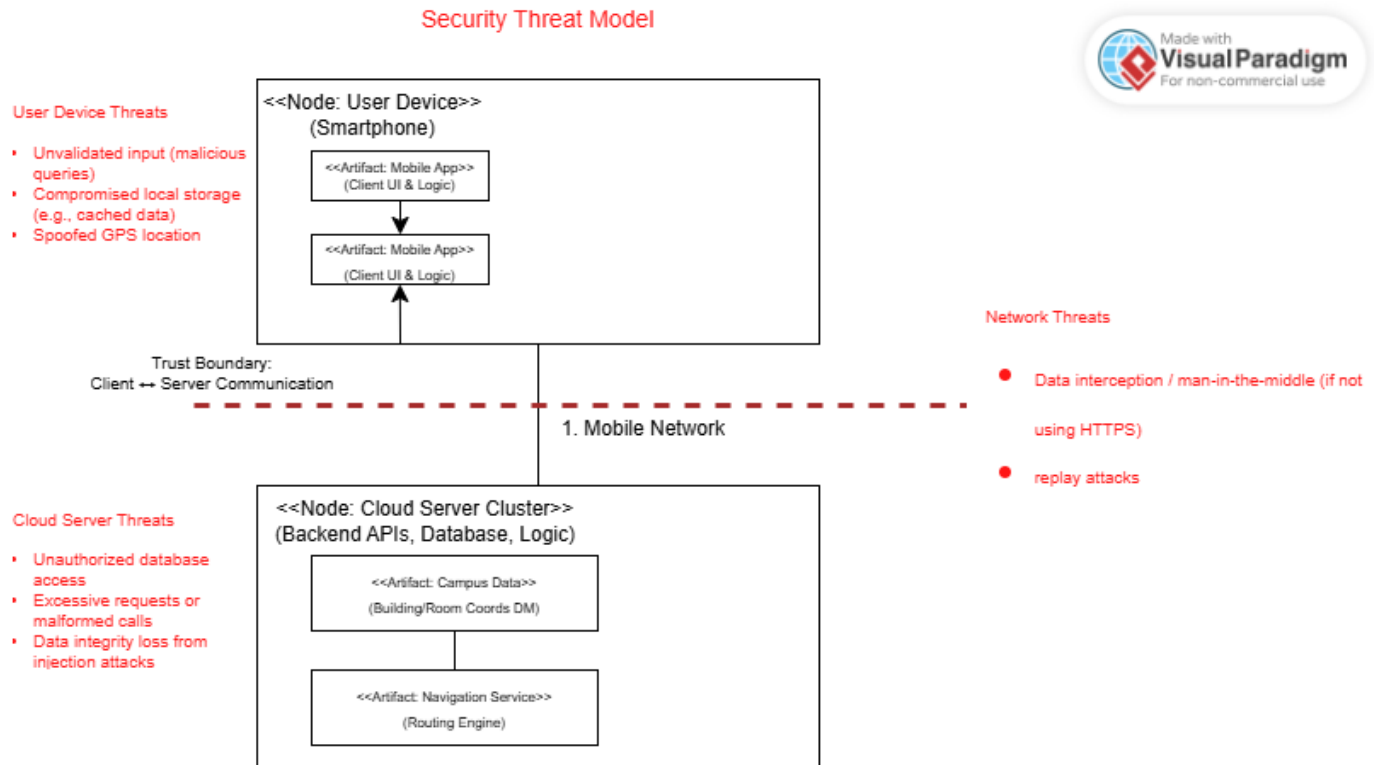 Security Threat Model
Made with
VisualParadigm
For non-commercial use
User Device Threats
• Unvalidated input (malicious
queries)
• Compromised local storage
(e.g., cached data)
• Spoofed GPS location
<<Node: User Device>>
(Smartphone)
<<Artifact: Mobile App>>
(Client UI & Logic)
<<Artifact: Mobile App>>
(Client UI & Logic)
Trust Boundary:
Client ↔ Server Communication
1. Mobile Network
Network Threats
● Data interception / man-in-the-middle (if not
using HTTPS)
● replay attacks
Cloud Server Threats
• Unauthorized database
access
• Excessive requests or
malformed calls
• Data integrity loss from
injection attacks
<<Node: Cloud Server Cluster>>
(Backend APIs, Database, Logic)
<<Artifact: Campus Data>>
(Building/Room Coords DM)
<<Artifact: Navigation Service>>
(Routing Engine)